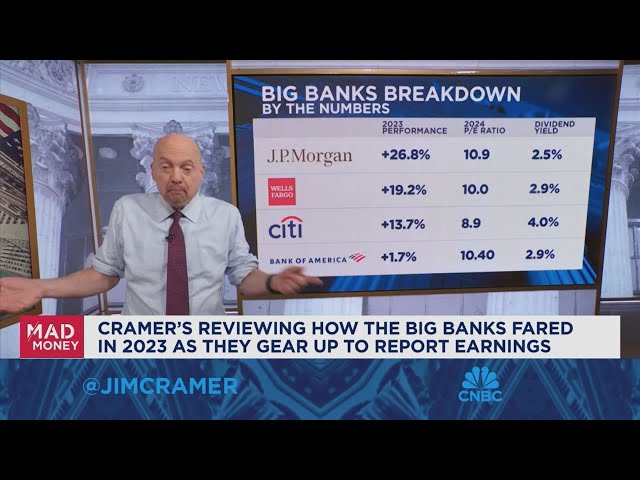 BIG BANKS BREAKDOWN
BY THE NUMBERS
2023 PERFORMANCE 2024 P/E RATIO DIVIDEND YIELD
J.P.Morgan +26.8% 10.9 2.5%
WELLS FARGO +19.2% 10.0 2.9%
citi +13.7% 8.9 4.0%
BANK OF AMERICA +1.7% 10.40 2.9%
MAD MONEY
CRAMER'S REVIEWING HOW THE BIG BANKS FARED
IN 2023 AS THEY GEAR UP TO REPORT EARNINGS
@JIMCRAMER
CNBC